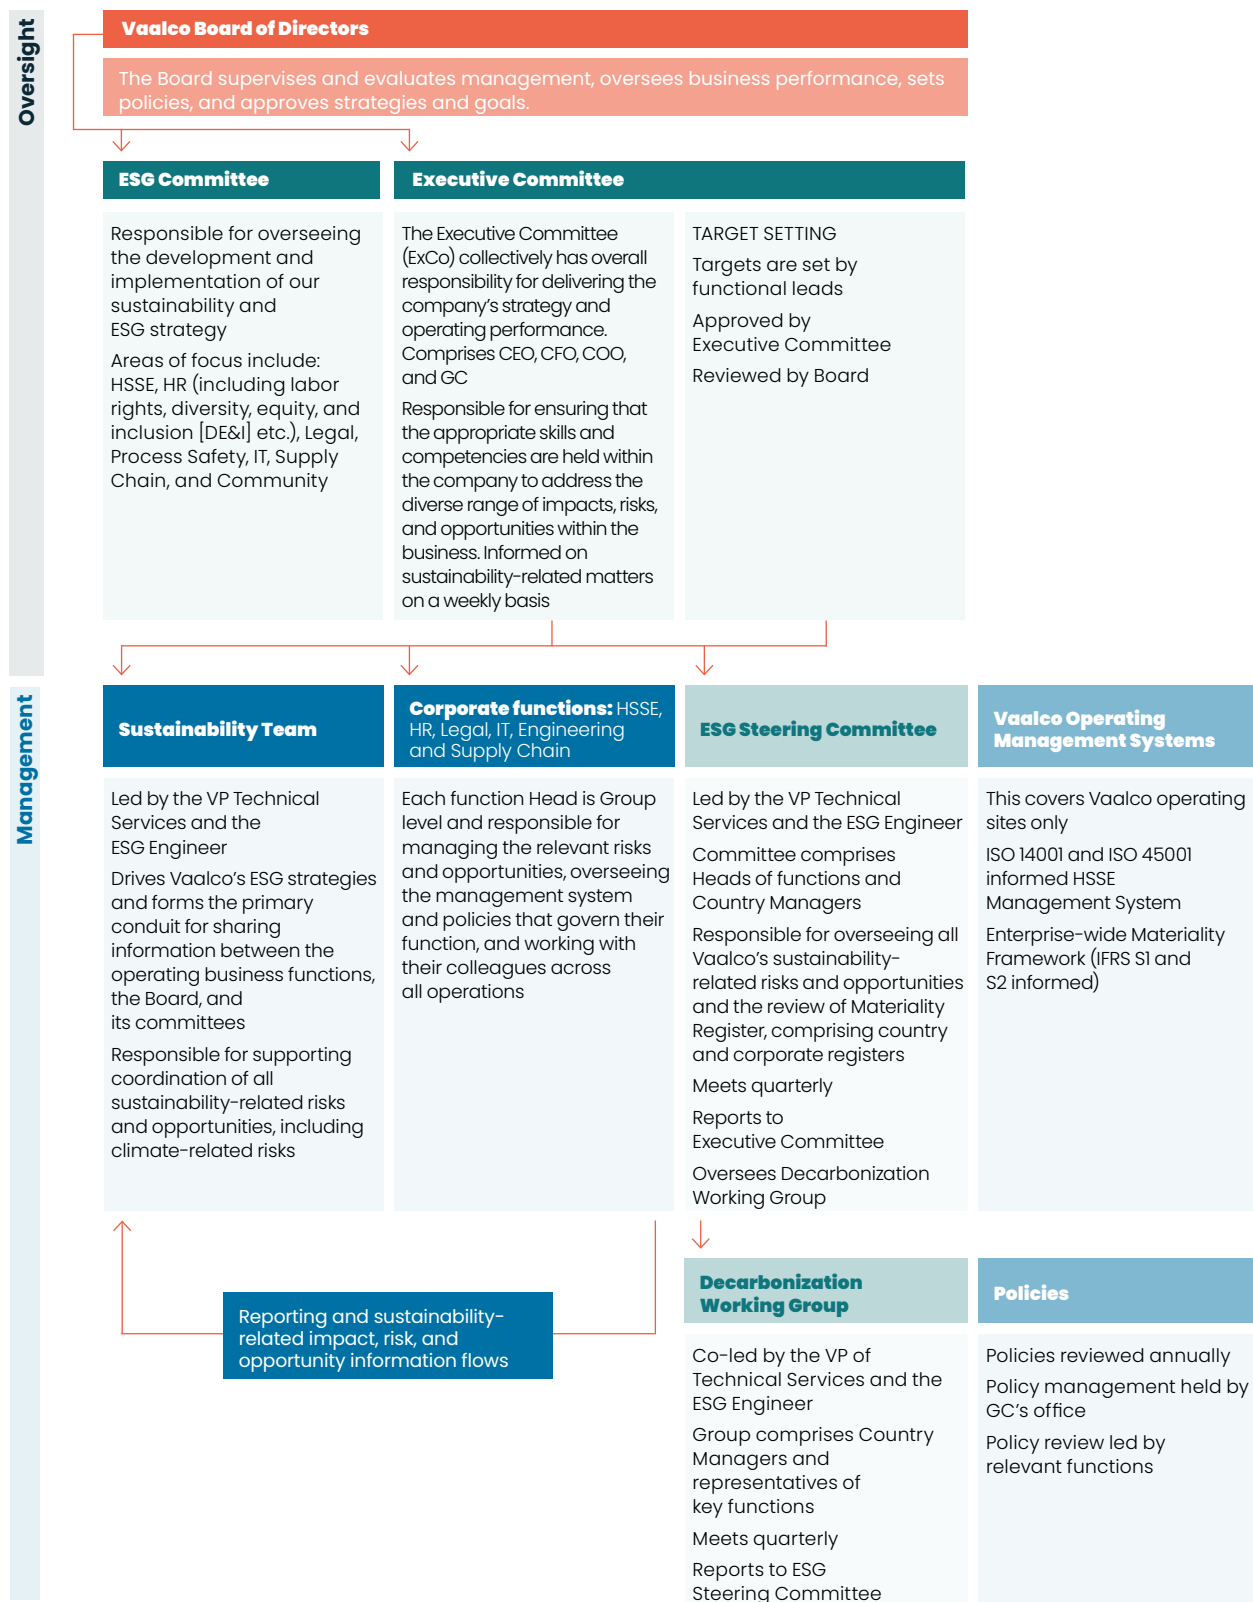 Oversight
Vaalco Board of Directors
The Board supervises and evaluates management, oversees business performance, sets
policies, and approves strategies and goals.
ESG Committee
Responsible for overseeing
the development and
implementation of our
sustainability and
ESG strategy
Areas of focus include:
HSSE, HR (including labor
rights, diversity, equity, and
inclusion [DE&I] etc.), Legal,
Process Safety, IT, Supply
Chain, and Community
Executive Committee
The Executive Committee
(ExCo) collectively has overall
responsibility for delivering the
company's strategy and
operating performance.
Comprises CEO, CFO, COO,
and GC
Responsible for ensuring that
the appropriate skills and
competencies are held within
the company to address the
diverse range of impacts, risks,
and opportunities within the
business. Informed on
sustainability-related matters
on a weekly basis
TARGET SETTING
Targets are set by
functional leads
Approved by
Executive Committee
Reviewed by Board
Management
Sustainability Team
Led by the VP Technical
Services and the
ESG Engineer
Drives Vaalco's ESG strategies
and forms the primary
conduit for sharing
information between the
operating business functions,
the Board, and
its committees
Responsible for supporting
coordination of all
sustainability-related risks
and opportunities, including
climate-related risks
Corporate functions: HSSE,
HR, Legal, IT, Engineering
and Supply Chain
Each function Head is Group
level and responsible for
managing the relevant risks
and opportunities, overseeing
the management system
and policies that govern their
function, and working with
their colleagues across
all operations
ESG Steering Committee
Led by the VP Technical
Services and the ESG Engineer
Committee comprises
Heads of functions and
Country Managers
Responsible for overseeing all
Vaalco's sustainability-
related risks and opportunities
and the review of Materiality
Register, comprising country
and corporate registers
Meets quarterly
Reports to
Executive Committee
Oversees Decarbonization
Working Group
Vaalco Operating
Management Systems
This covers Vaalco operating
sites only
ISO 14001 and ISO 45001
informed HSSE
Management System
Enterprise-wide Materiality
Framework (IFRS S1 and
S2 informed)
Reporting and sustainability-
related impact, risk, and
opportunity information flows
Decarbonization
Working Group
Co-led by the VP of
Technical Services and the
ESG Engineer
Group comprises Country
Managers and
representatives of
key functions
Meets quarterly
Reports to ESG
Steering Committee
Policies
Policies reviewed annually
Policy management held by
GC's office
Policy review led by
relevant functions